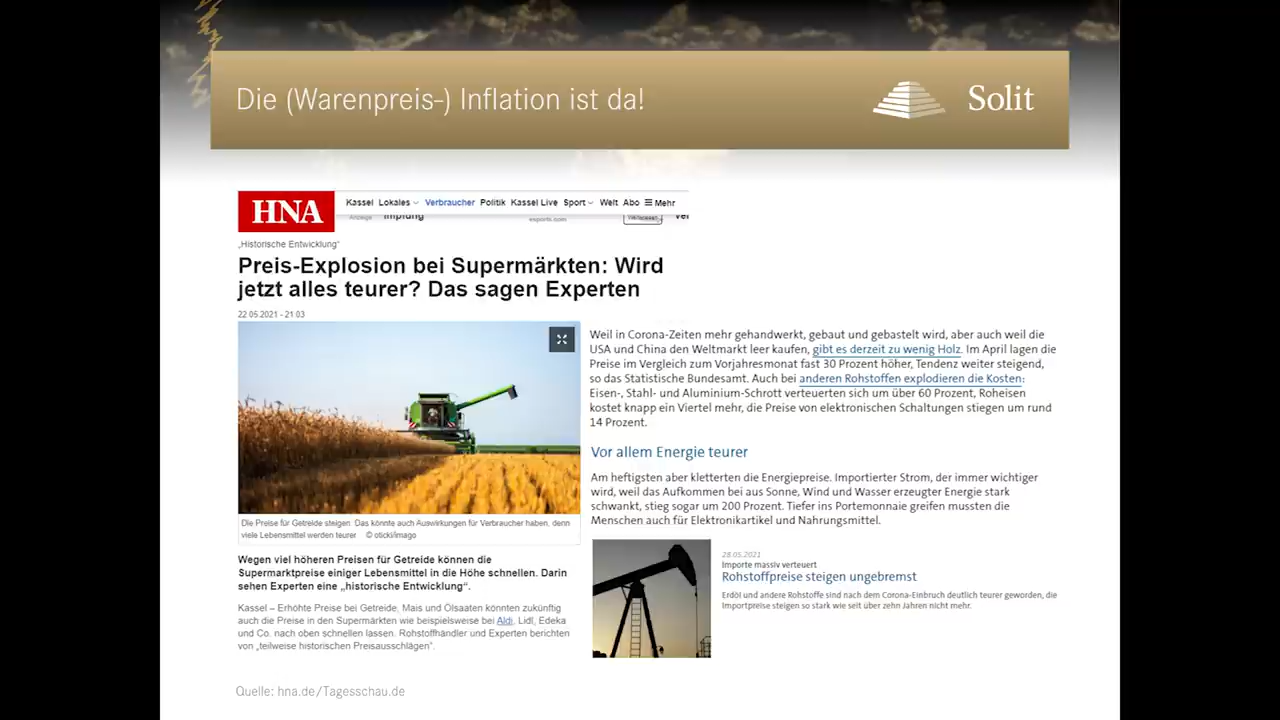 Die (Warenpreis-) Inflation ist da!
Solit
HNA
Kassel Lokales Verbraucher Politik Kassel Live Sport Welt Abo Mehr
Anzeige Impfung esports.com Ver
„Historische Entwicklung“
Preis-Explosion bei Supermärkten: Wird
jetzt alles teurer? Das sagen Experten
22.05.2021 - 21:03
Die Preise für Getreide steigen. Das könnte auch Auswirkungen für Verbraucher haben, denn
viele Lebensmittel werden teurer © oticki/imago
Wegen viel höheren Preisen für Getreide können die
Supermarktpreise einiger Lebensmittel in die Höhe schnellen. Darin
sehen Experten eine „historische Entwicklung“.
Kassel – Erhöhte Preise bei Getreide, Mais und Ölsaaten könnten zukünftig
auch die Preise in den Supermärkten wie beispielsweise bei Aldi, Lidl, Edeka
und Co. nach oben schnellen lassen. Rohstoffhändler und Experten berichten
von „teilweise historischen Preisausschlägen“.
Weil in Corona-Zeiten mehr gehandwerkt, gebaut und gebastelt wird, aber auch weil die
USA und China den Weltmarkt leer kaufen, gibt es derzeit zu wenig Holz. Im April lagen die
Preise im Vergleich zum Vorjahresmonat fast 30 Prozent höher, Tendenz weiter steigend,
so das Statistische Bundesamt. Auch bei anderen Rohstoffen explodieren die Kosten:
Eisen-, Stahl- und Aluminium-Schrott verteuerten sich um über 60 Prozent, Roheisen
kostet knapp ein Viertel mehr, die Preise von elektronischen Schaltungen stiegen um rund
14 Prozent.
Vor allem Energie teurer
Am heftigsten aber kletterten die Energiepreise. Importierter Strom, der immer wichtiger
wird, weil das Aufkommen bei aus Sonne, Wind und Wasser erzeugter Energie stark
schwankt, stieg sogar um 200 Prozent. Tiefer ins Portemonnaie greifen mussten die
Menschen auch für Elektronikartikel und Nahrungsmittel.
28.05.2021
Importe massiv verteuert
Rohstoffpreise steigen ungebremst
Erdöl und andere Rohstoffe sind nach dem Corona-Einbruch deutlich teurer geworden, die
Importpreise steigen so stark wie seit über zehn Jahren nicht mehr.
Quelle: hna.de/Tagesschau.de